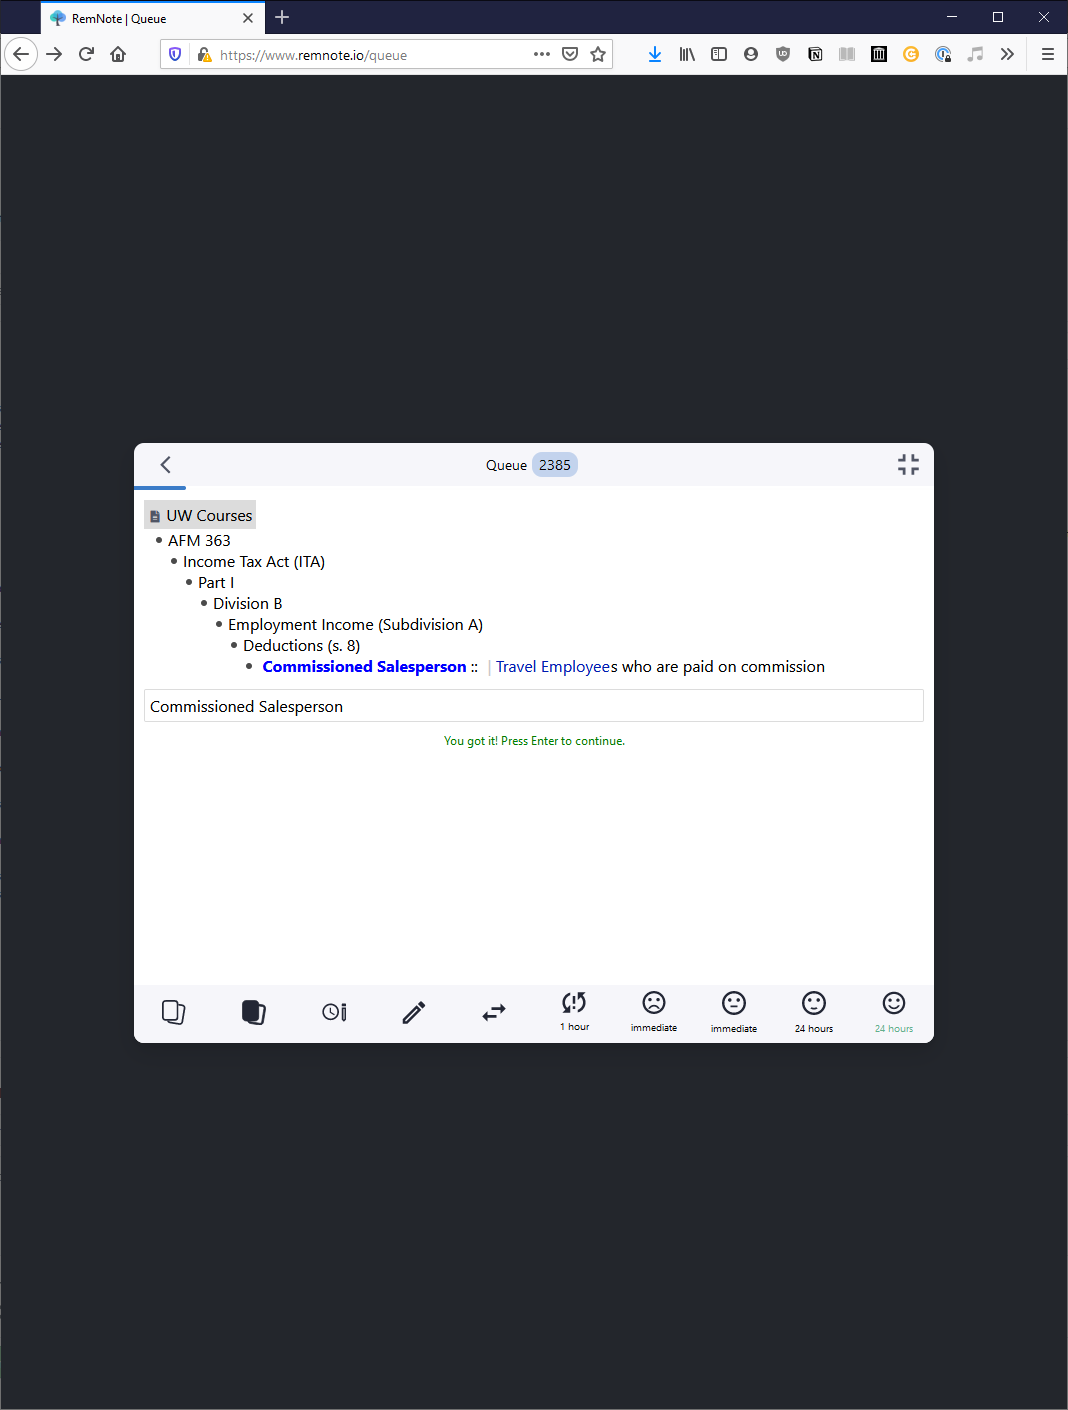 RemNote | Queue
https://www.remnote.io/queue
Queue 2385
UW Courses
AFM 363
Income Tax Act (ITA)
Part I
Division B
Employment Income (Subdivision A)
Deductions (s. 8)
Commissioned Salesperson :: | Travel Employees who are paid on commission
Commissioned Salesperson
You got it! Press Enter to continue.
1 hour
immediate
immediate
24 hours
24 hours